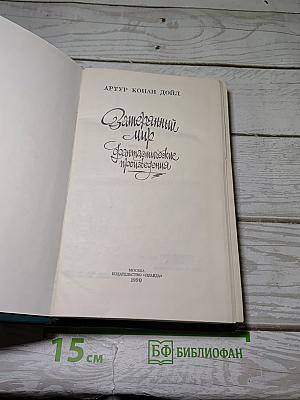 АРТУР КОНАН ДОЙЛ
Затерянный
мир
фантастические
произведения
МОСКВА
ИЗДАТЕЛЬСТВО «ПРАВДА»
1990
15 см
БФ БИБЛИОФАН